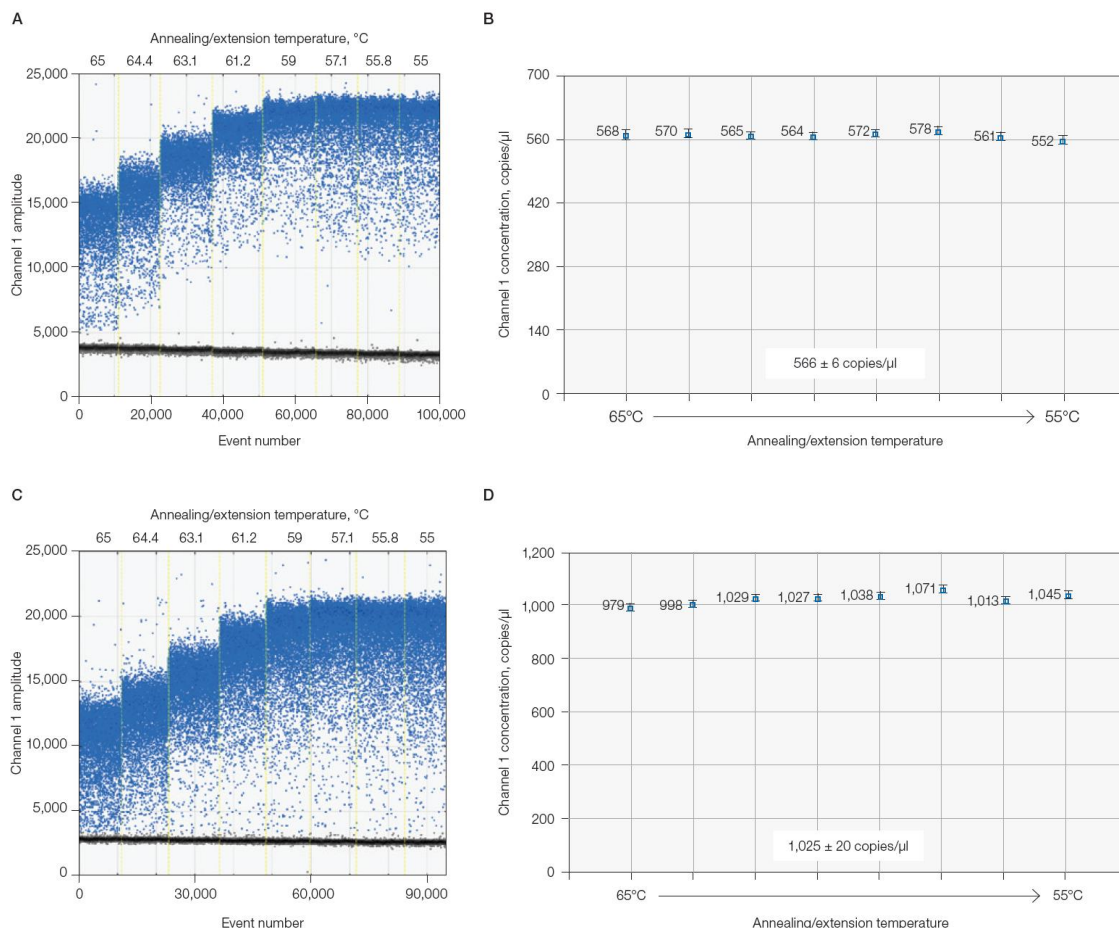 A
Annealing/extension temperature, °C
65 64.4 63.1 61.2 59 57.1 55.8 55
25,000
20,000
15,000
10,000
5,000
0
Channel 1 amplitude
0 20,000 40,000 60,000 80,000 100,000
Event number
B
700
560
420
280
140
0
Channel 1 concentration, copies/µl
568 570 565 564 572 578 561 552
566 ± 6 copies/µl
65°C 55°C
Annealing/extension temperature
C
Annealing/extension temperature, °C
65 64.4 63.1 61.2 59 57.1 55.8 55
25,000
20,000
15,000
10,000
5,000
0
Channel 1 amplitude
0 30,000 60,000 90,000
Event number
D
1,200
1,000
800
600
400
200
0
Channel 1 concentration, copies/µl
979 998 1,029 1,027 1,038 1,071 1,013 1,045
1,025 ± 20 copies/µl
65°C 55°C
Annealing/extension temperature